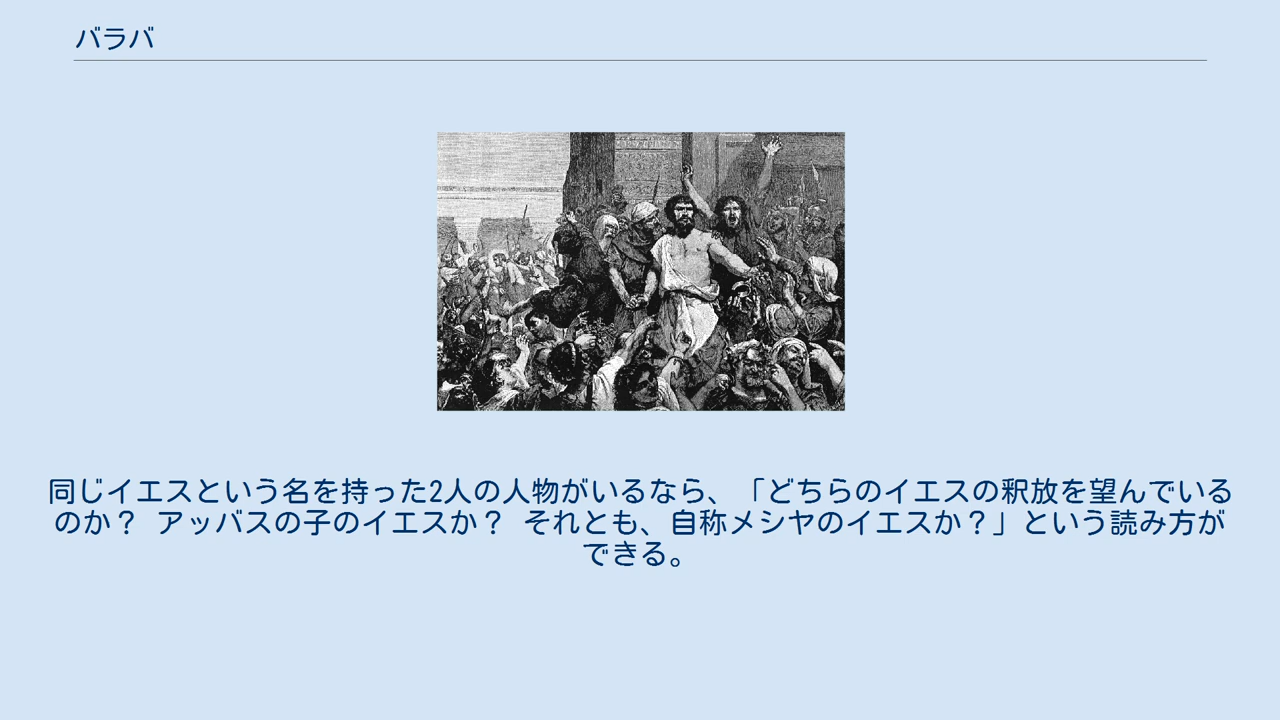 バラバ
同じイエスという名を持った2人の人物がいるなら、「どちらのイエスの釈放を望んでいる
のか？ アッバスの子のイエスか？ それとも、自称メシヤのイエスか？」という読み方が
できる。